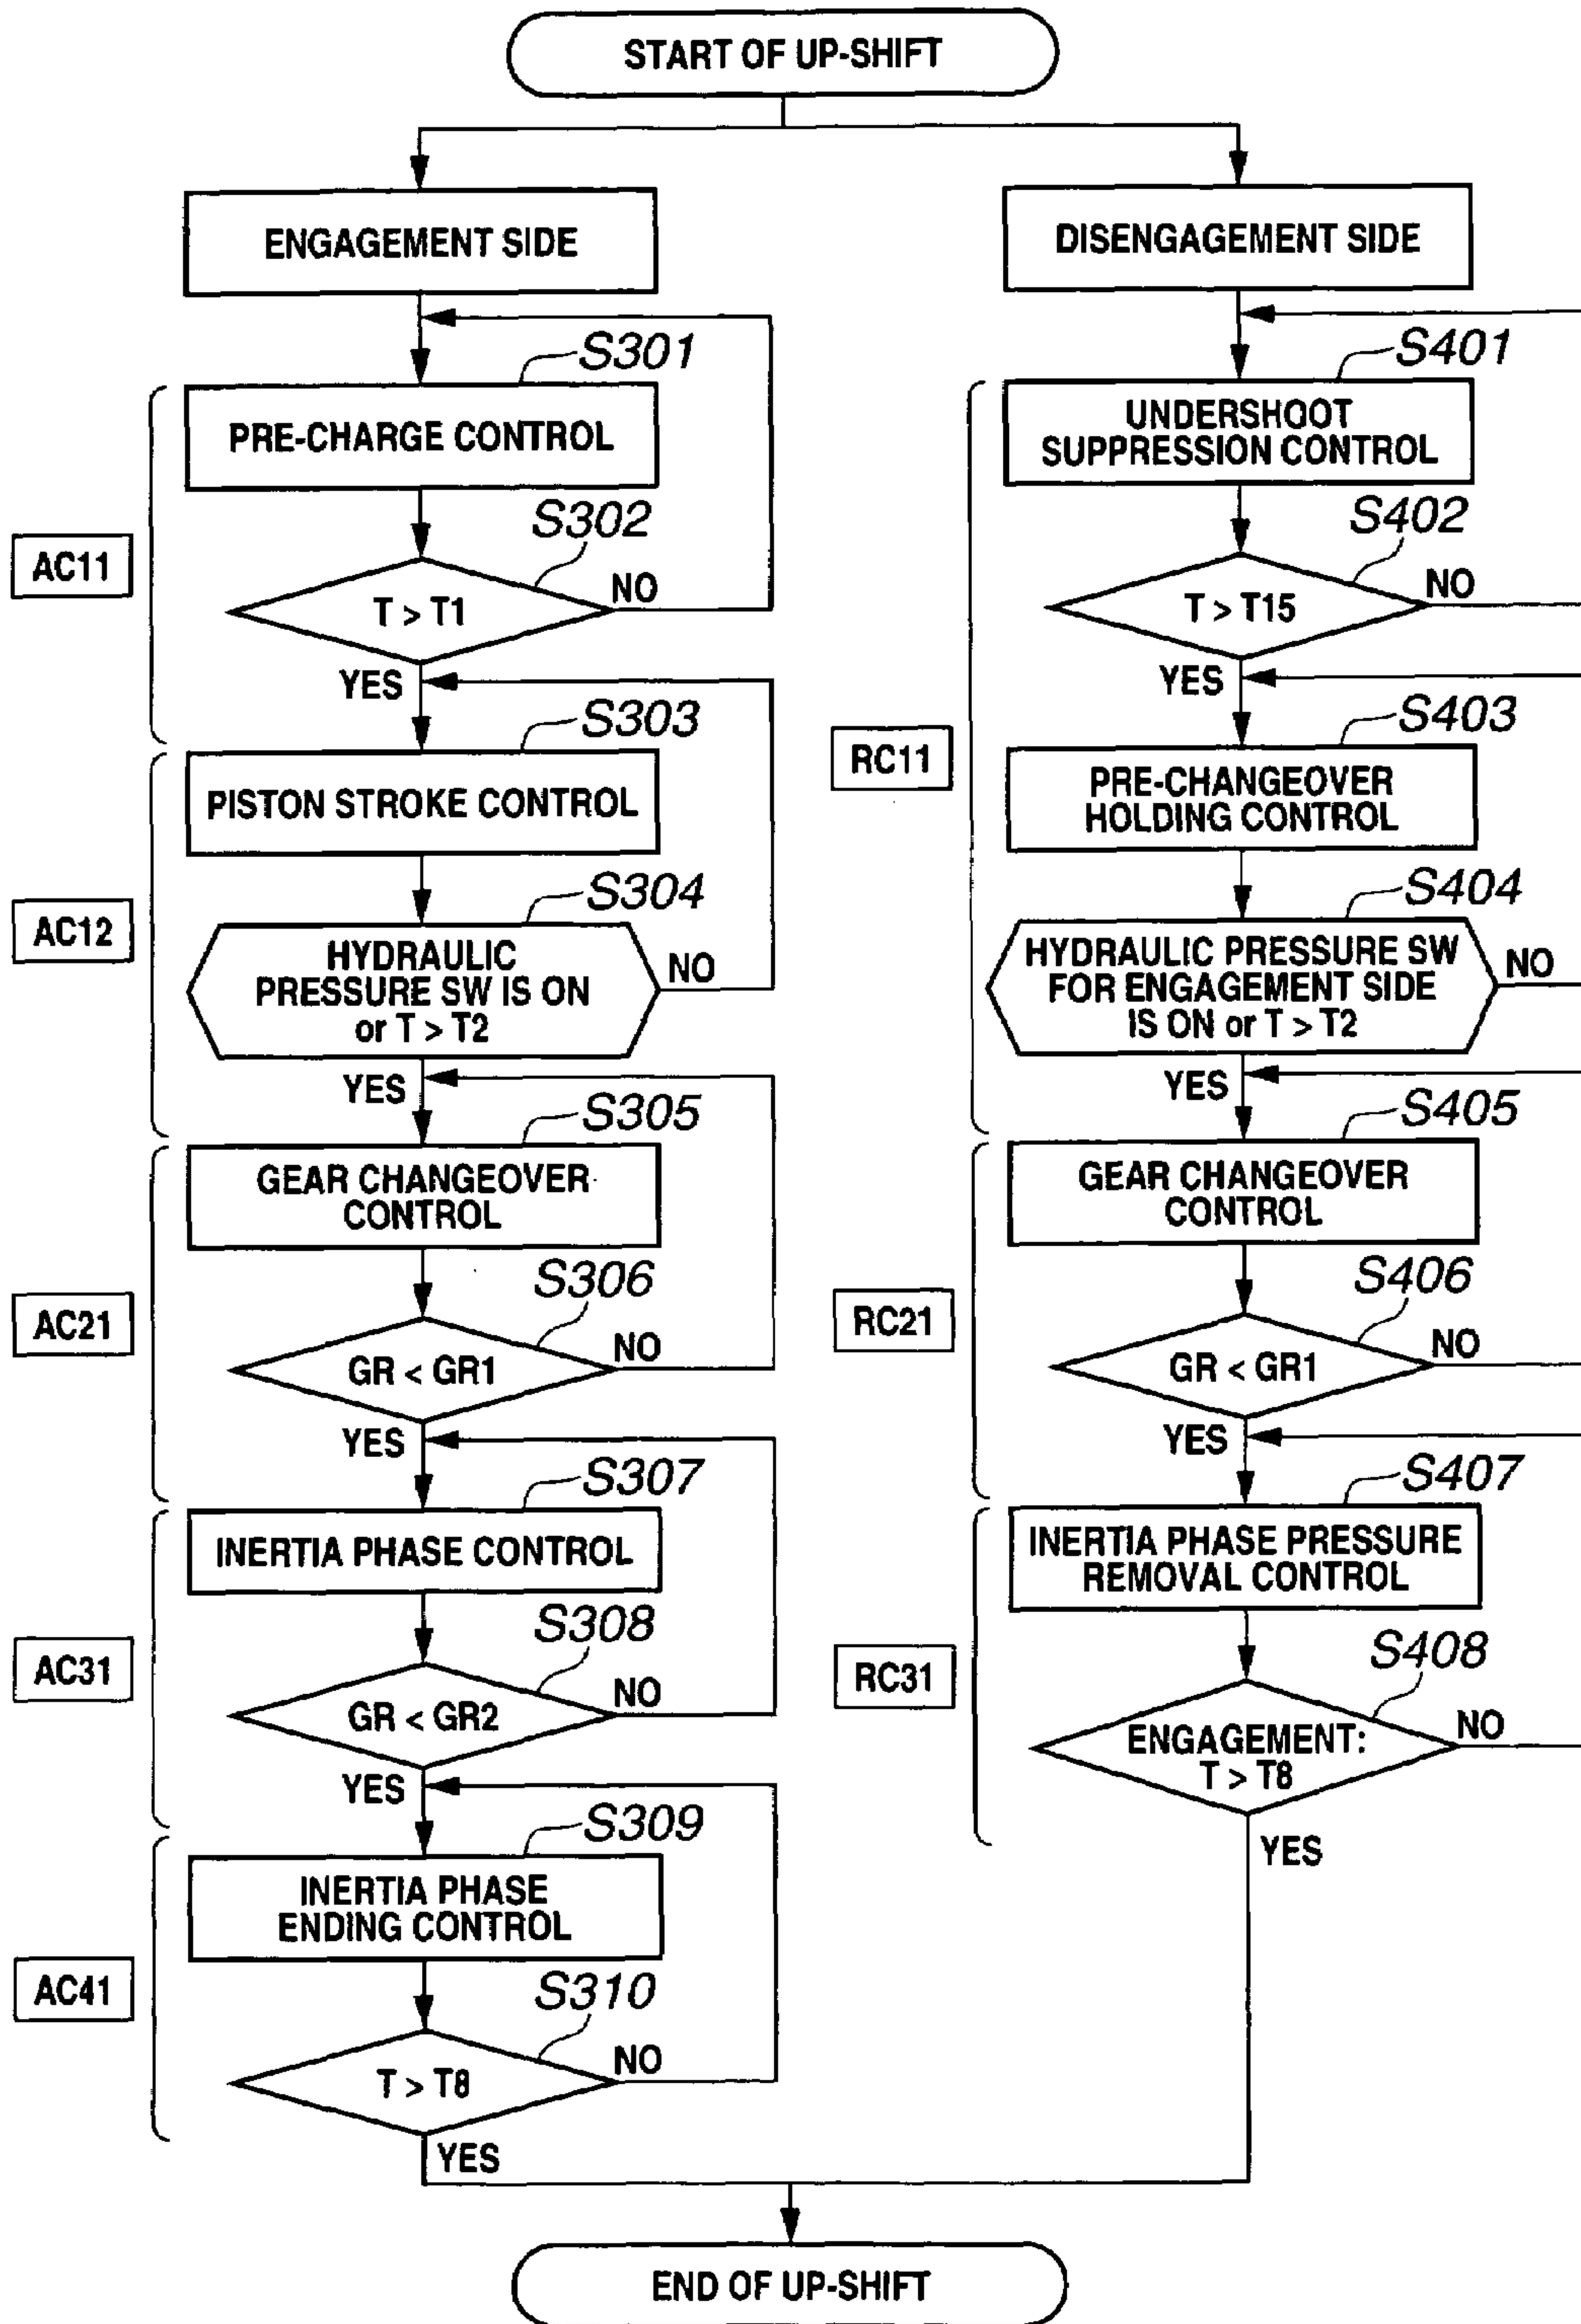 START OF UP-SHIFT
ENGAGEMENT SIDE
S301
PRE-CHARGE CONTROL
S302
AC11
T > T1
NO
YES
S303
PISTON STROKE CONTROL
S304
AC12
HYDRAULIC
PRESSURE SW IS ON
or T > T2
NO
YES
S305
GEAR CHANGEOVER
CONTROL
S306
AC21
GR < GR1
NO
YES
S307
INERTIA PHASE CONTROL
S308
AC31
GR < GR2
NO
YES
S309
INERTIA PHASE
ENDING CONTROL
S310
AC41
T > T8
NO
YES
DISENGAGEMENT SIDE
S401
UNDERSHOOT
SUPPRESSION CONTROL
S402
T > T15
NO
YES
S403
RC11
PRE-CHANGEOVER
HOLDING CONTROL
S404
HYDRAULIC PRESSURE SW
FOR ENGAGEMENT SIDE
IS ON or T > T2
NO
YES
S405
GEAR CHANGEOVER
CONTROL
S406
RC21
GR < GR1
NO
YES
S407
INERTIA PHASE PRESSURE
REMOVAL CONTROL
S408
RC31
ENGAGEMENT:
T > T8
NO
YES
END OF UP-SHIFT